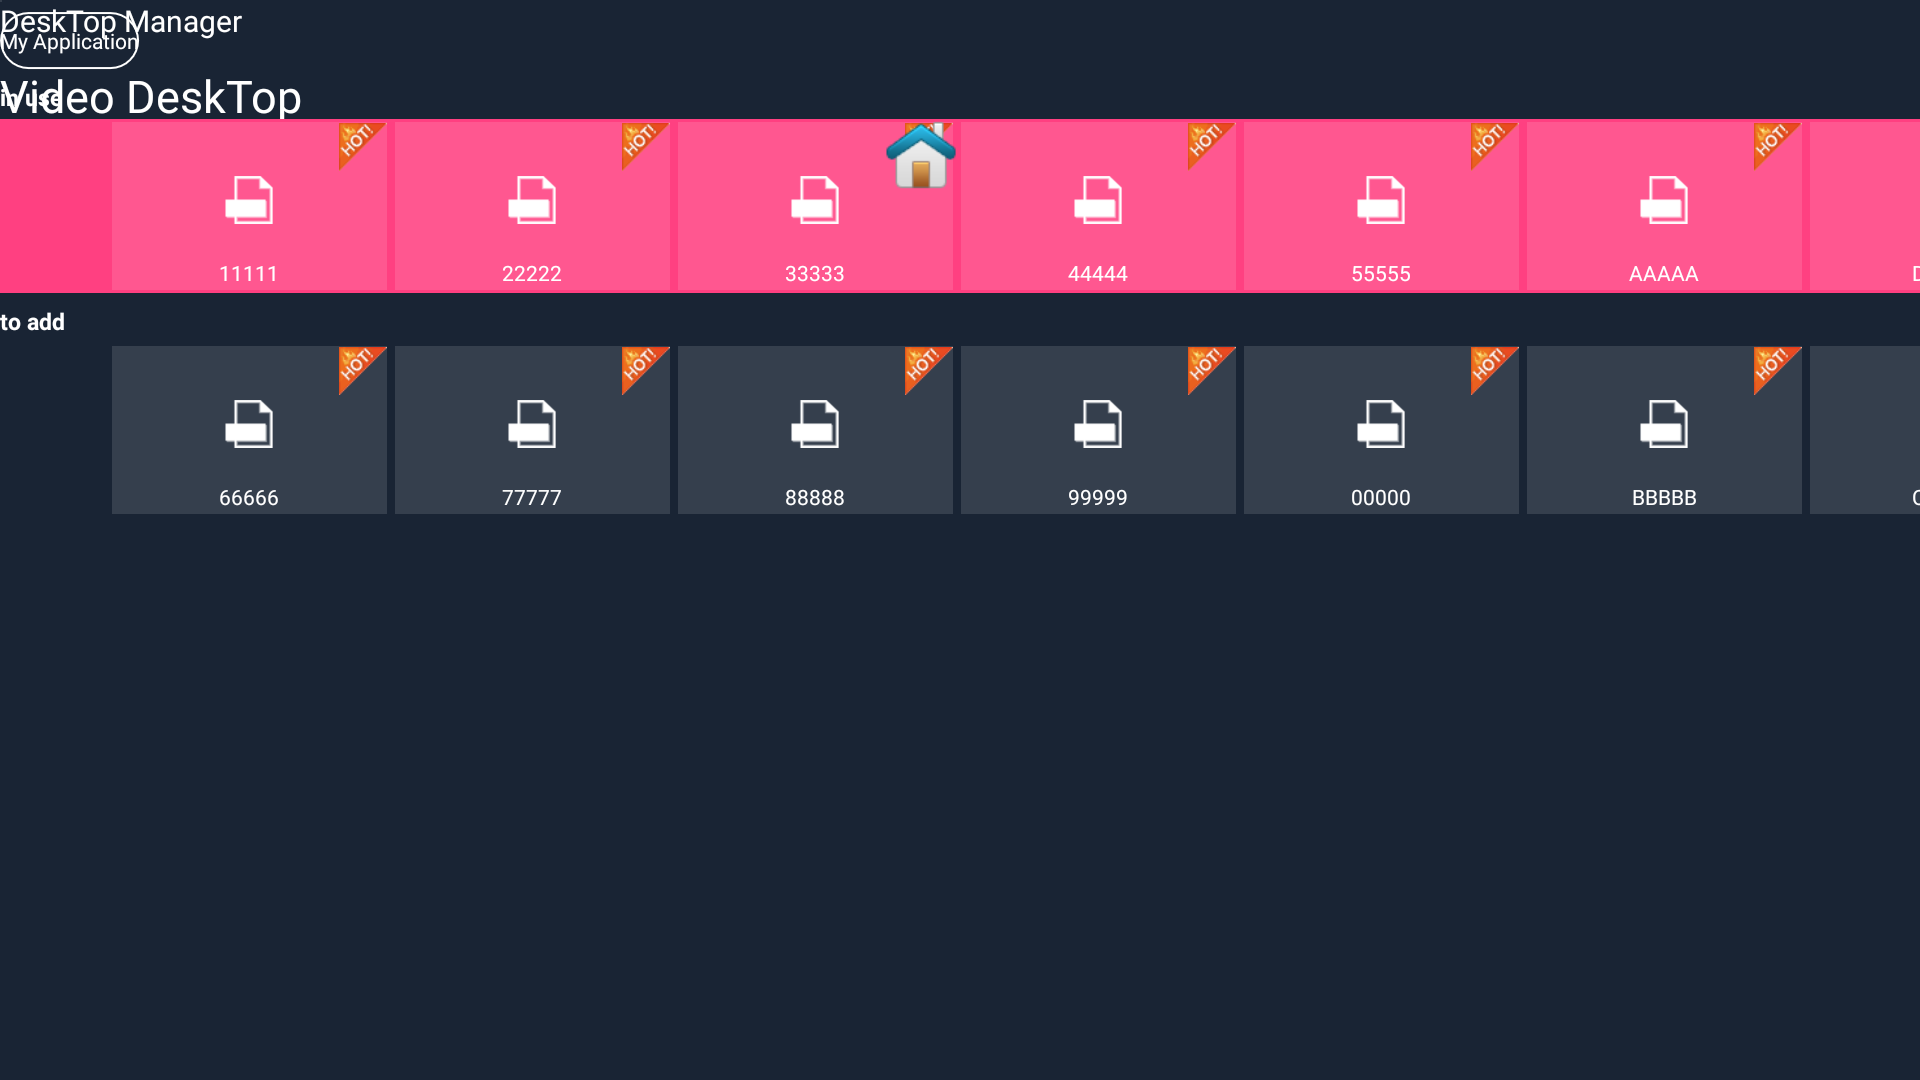 DeskTop Manager
My Application
Video DeskTop
in use
HOT! HOT! HOT! HOT! HOT!
11111 22222 33333 44444 55555 AAAAA
to add
HOT! HOT! HOT! HOT! HOT! HOT!
66666 77777 88888 99999 00000 BBBBB